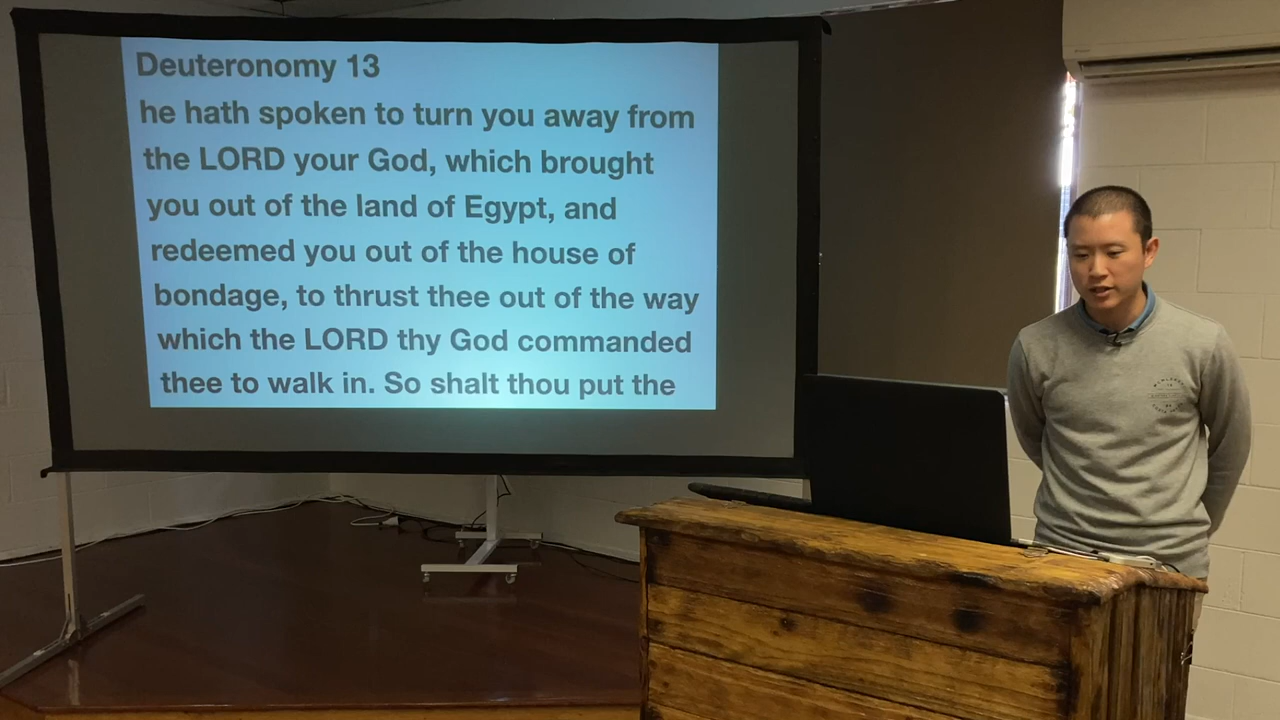 Deuteronomy 13
he hath spoken to turn you away from
the LORD your God, which brought
you out of the land of Egypt, and
redeemed you out of the house of
bondage, to thrust thee out of the way
which the LORD thy God commanded
thee to walk in. So shalt thou put the